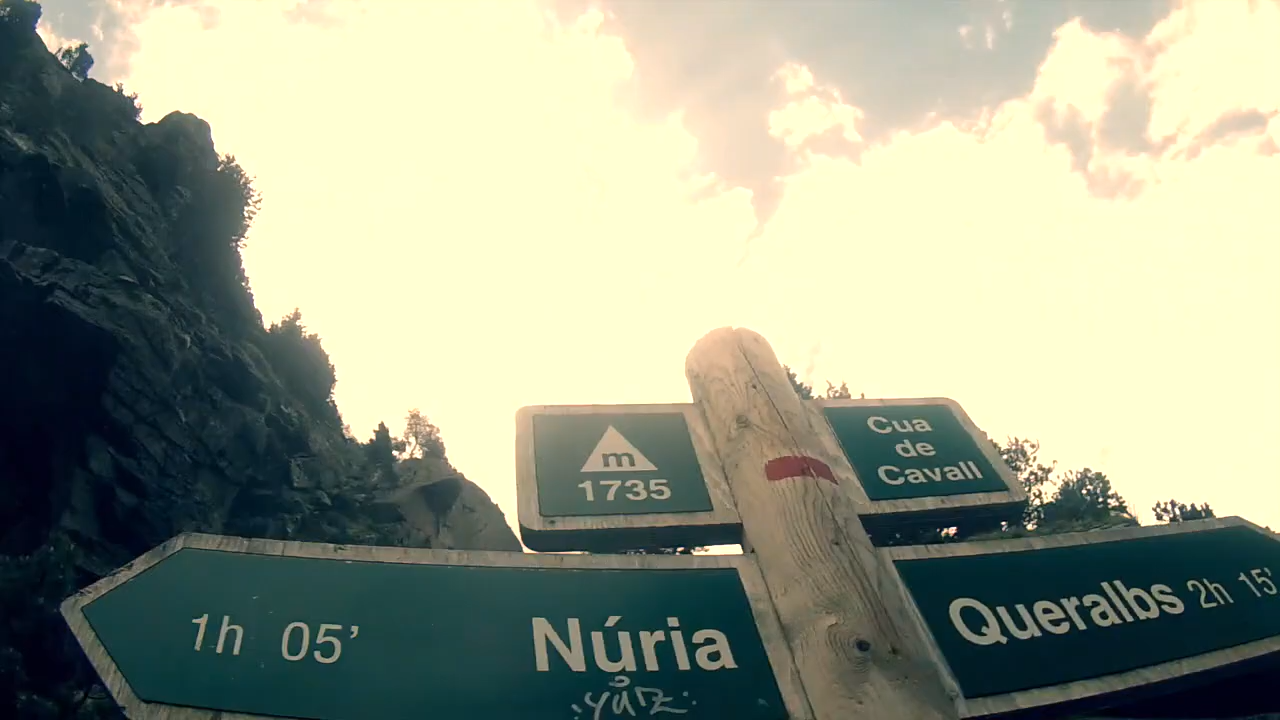 m
1735
Cua
de
Cavall
1h 05’ Núria
Queralbs 2h 15’